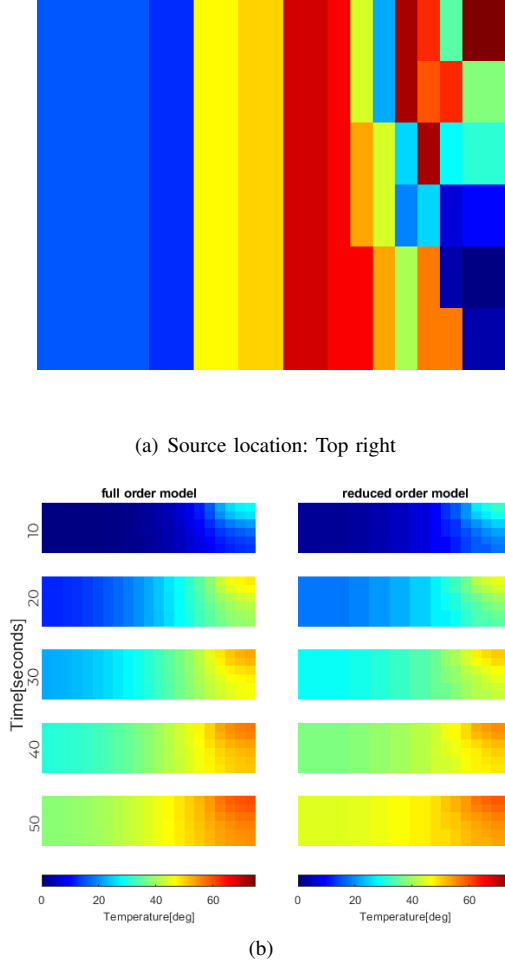 (a) Source location: Top right
full order model
reduced order model
Time[seconds]
10
20
30
40
50
0
20
40
60
Temperature[deg]
0
20
40
60
Temperature[deg]
(b)